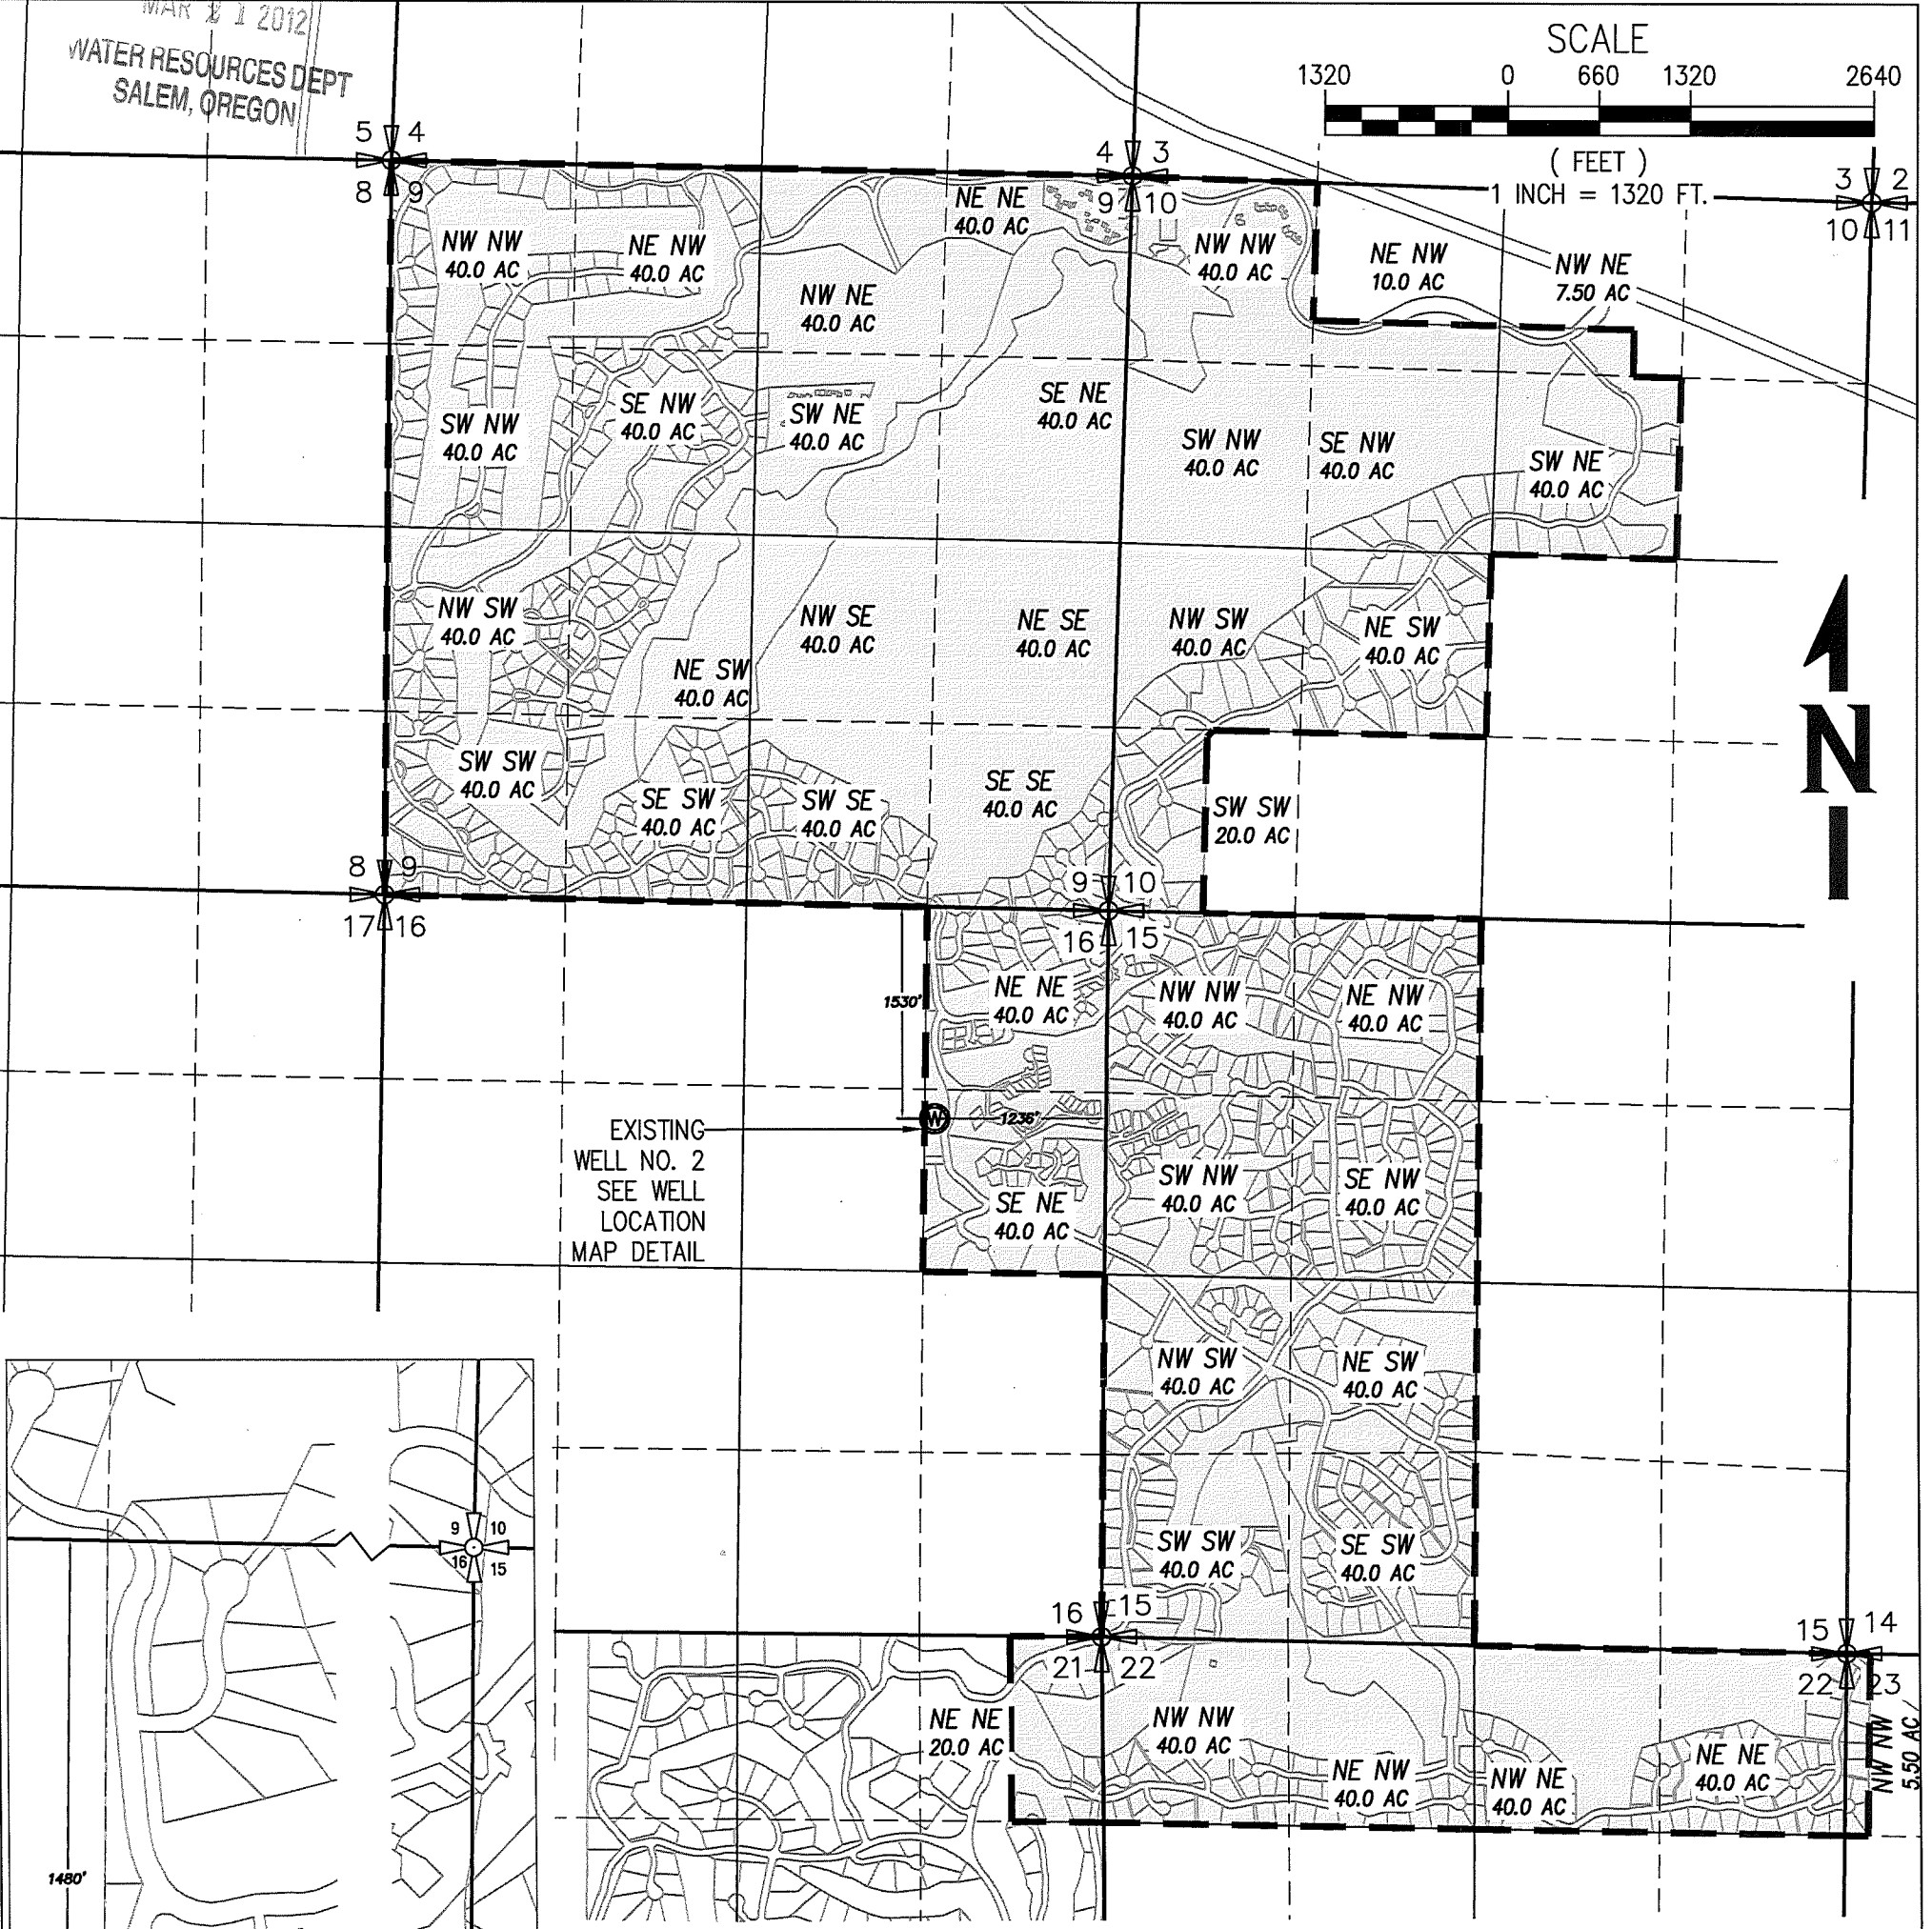 MAR 21 2012
WATER RESOURCES DEPT
SALEM, OREGON
SCALE
1320 0 660 1320 2640
( FEET )
1 INCH = 1320 FT.
5 4
8 9
4 3
9 10
3 2
10 11
NW NW
40.0 AC
NE NW
40.0 AC
NW NE
40.0 AC
NE NE
40.0 AC
NW NW
40.0 AC
NE NW
10.0 AC
NW NE
7.50 AC
SW NW
40.0 AC
SE NW
40.0 AC
SW NE
40.0 AC
SE NE
40.0 AC
SW NW
40.0 AC
SE NW
40.0 AC
SW NE
40.0 AC
NW SW
40.0 AC
NE SW
40.0 AC
NW SE
40.0 AC
NE SE
40.0 AC
NW SW
40.0 AC
NE SW
40.0 AC
N
SW SW
40.0 AC
SE SW
40.0 AC
SW SE
40.0 AC
SE SE
40.0 AC
SW SW
20.0 AC
8 9
17 16
9 10
16 15
1530'
NE NE
40.0 AC
NW NW
40.0 AC
NE NW
40.0 AC
1236'
W
EXISTING
WELL NO. 2
SEE WELL
LOCATION
MAP DETAIL
SE NE
40.0 AC
SW NW
40.0 AC
SE NW
40.0 AC
NW SW
40.0 AC
NE SW
40.0 AC
SW SW
40.0 AC
SE SW
40.0 AC
9 10
16 15
1480'
16 15
21 22
15 14
22 23
NE NE
20.0 AC
NW NW
40.0 AC
NE NW
40.0 AC
NW NE
40.0 AC
NE NE
40.0 AC
NW NW
5.50 AC